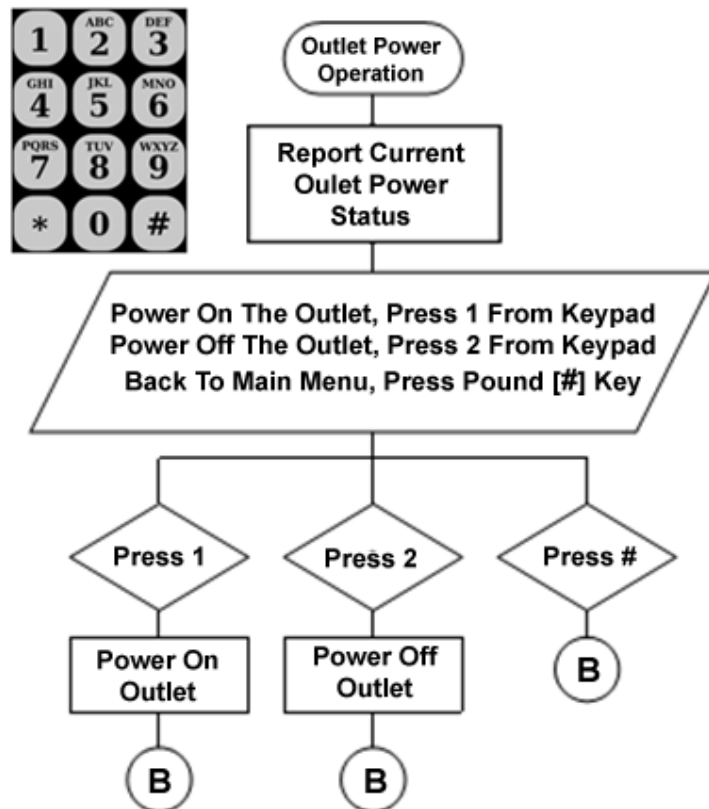 1
ABC
2
DEF
3
GHI
4
JKL
5
MNO
6
PQRS
7
TUV
8
WXYZ
9
*
0
#
Outlet Power
Operation
Report Current
Oulet Power
Status
Power On The Outlet, Press 1 From Keypad
Power Off The Outlet, Press 2 From Keypad
Back To Main Menu, Press Pound [#] Key
Press 1
Press 2
Press #
Power On
Outlet
Power Off
Outlet
B
B
B